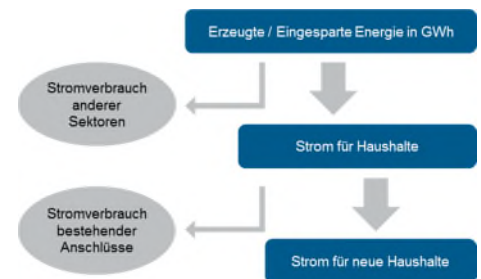 Erzeugte / Eingesparte Energie in GWh
Stromverbrauch
anderer
Sektoren
Strom für Haushalte
Stromverbrauch
bestehender
Anschlüsse
Strom für neue Haushalte